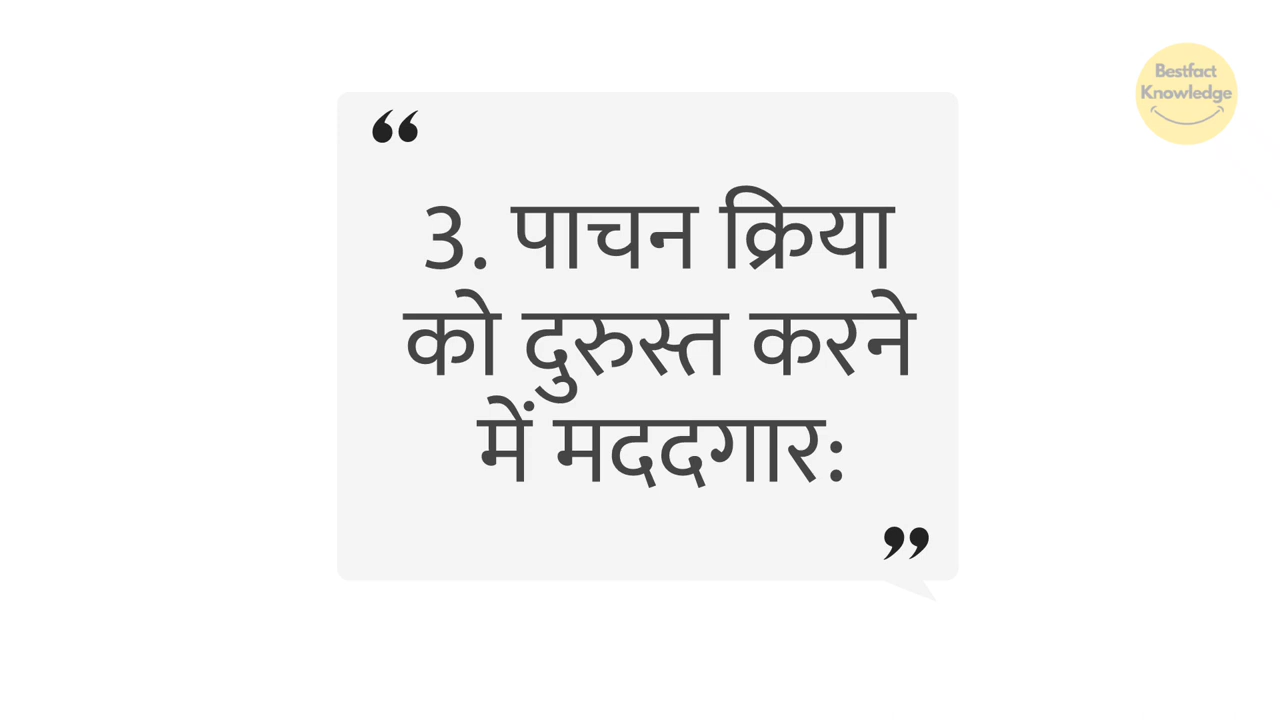 Bestfact
Knowledge
“
3. पाचन क्रिया
को दुरुस्त करने
में मददगार:
”